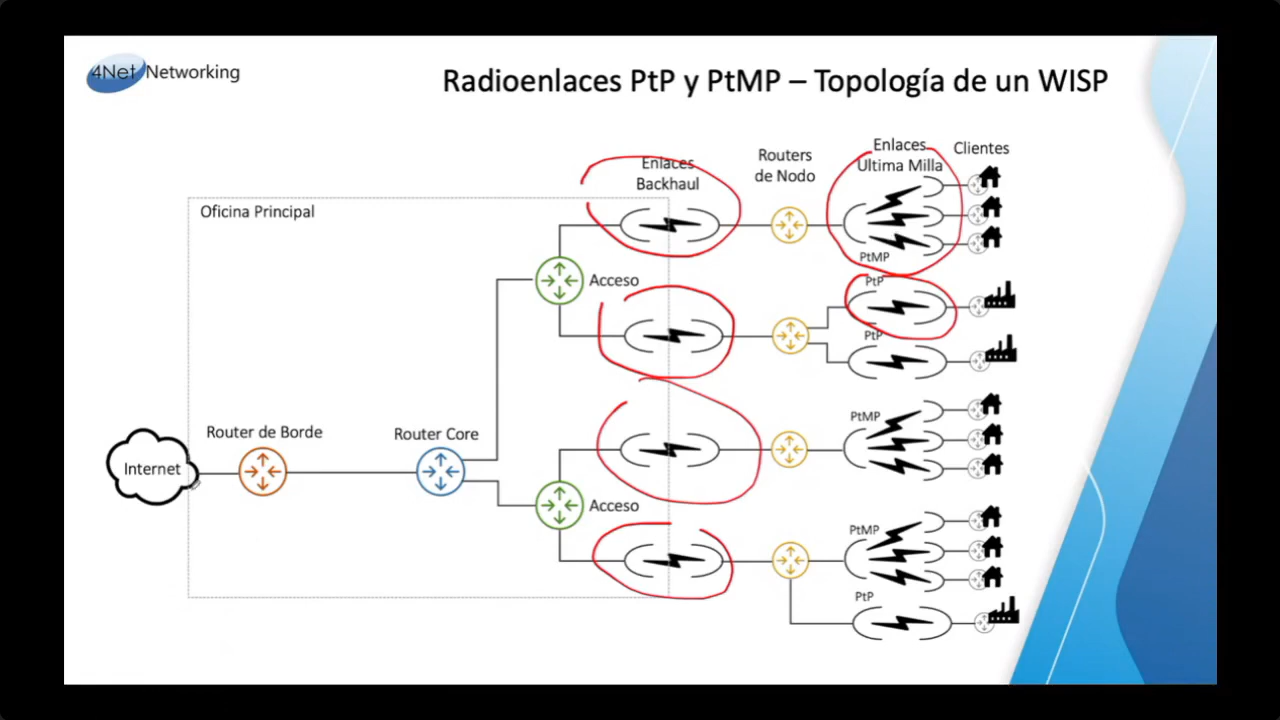 4Net Networking
Radioenlaces PtP y PtMP – Topología de un WISP
Enlaces
Backhaul
Routers
de Nodo
Enlaces
Ultima Milla
Clientes
Oficina Principal
PtMP
Acceso
PtP
PtP
Router de Borde
Router Core
PtMP
Internet
Acceso
PtMP
PtP